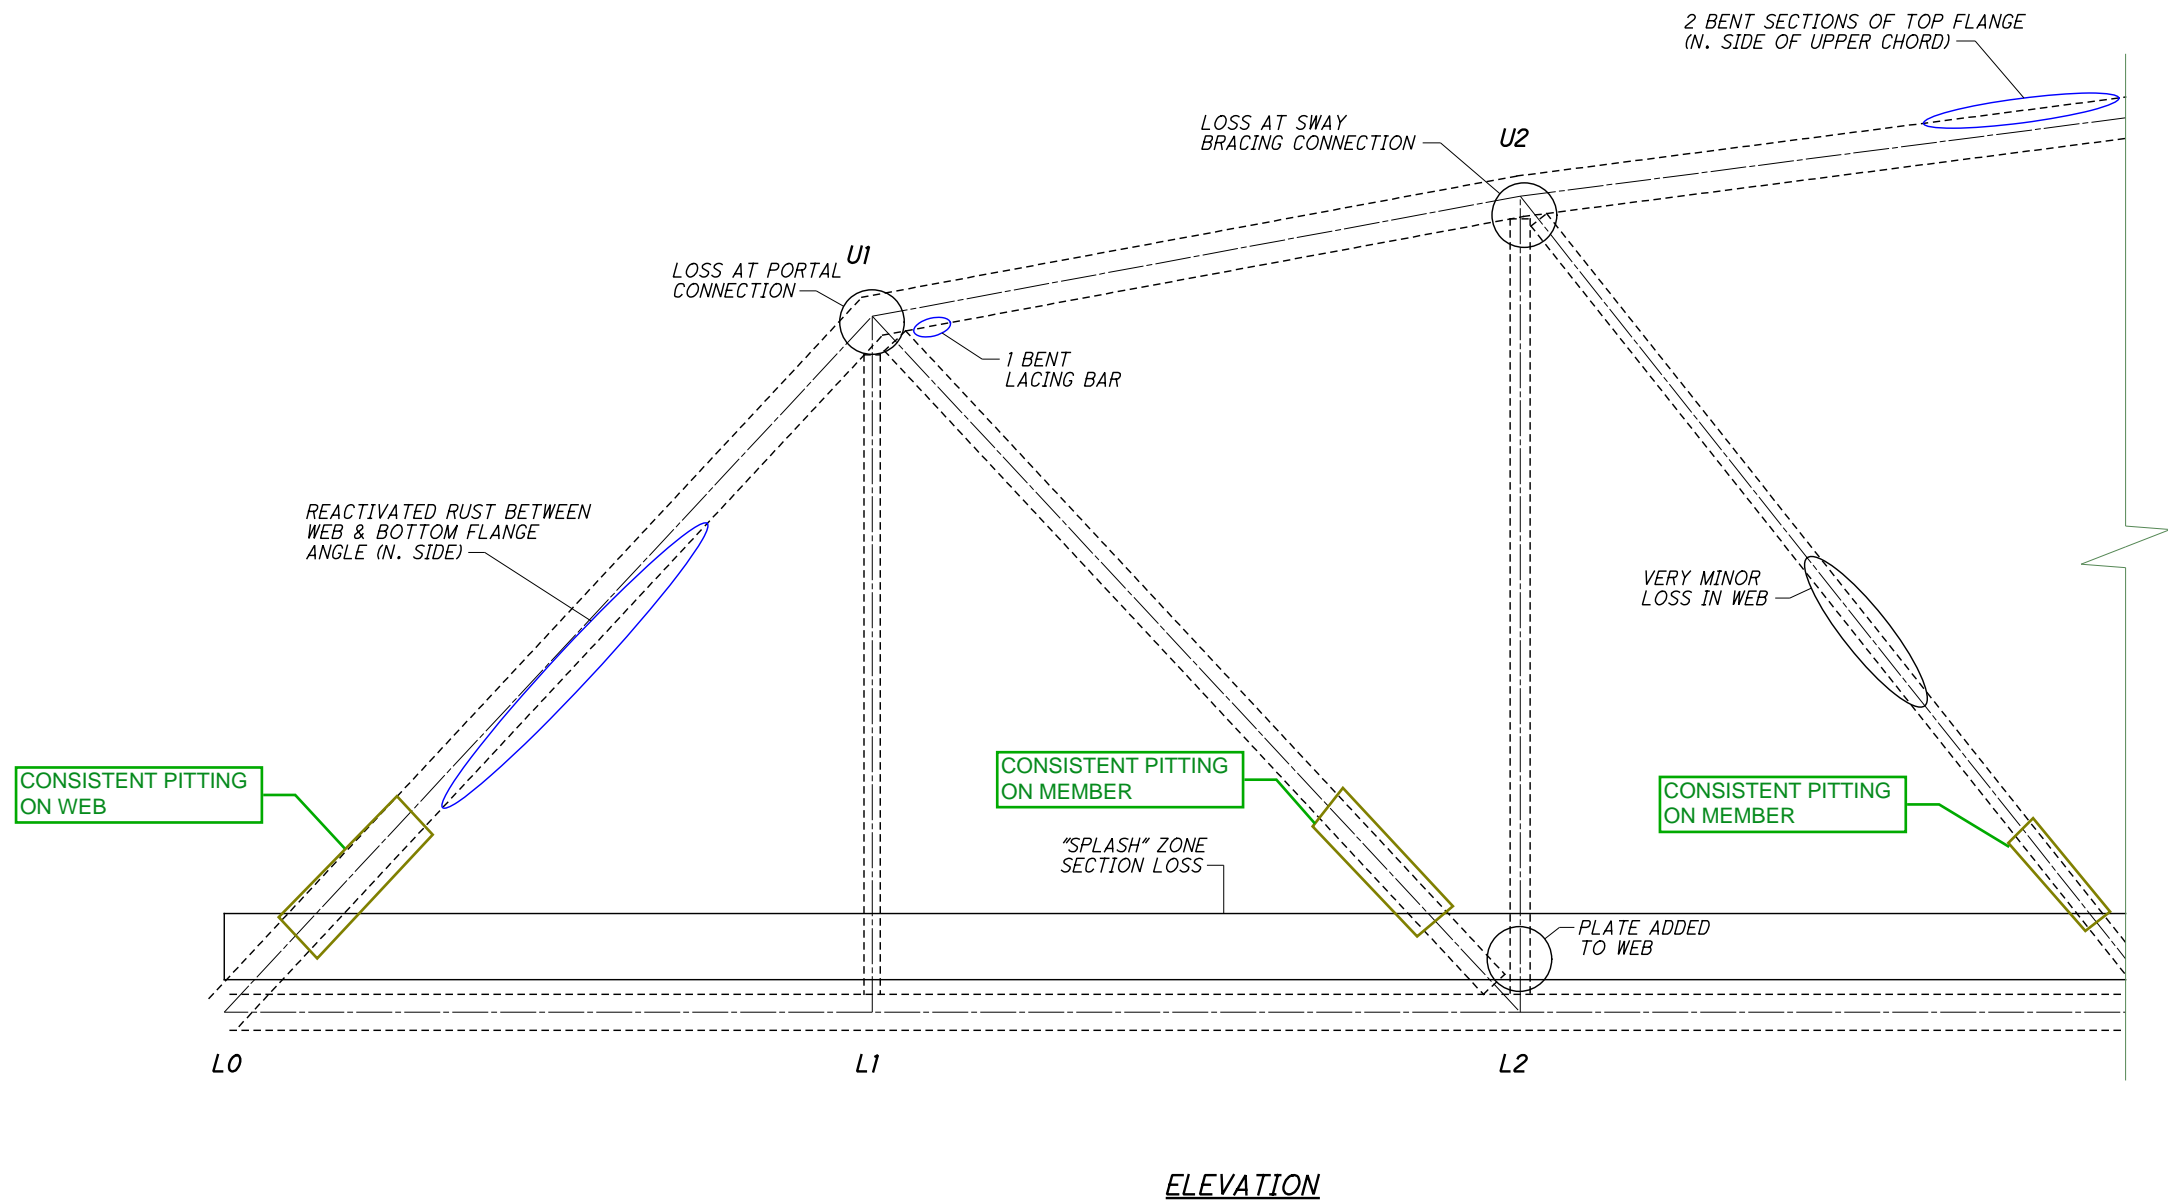 2 BENT SECTIONS OF TOP FLANGE
(N. SIDE OF UPPER CHORD)
LOSS AT SWAY
BRACING CONNECTION
U2
U1
LOSS AT PORTAL
CONNECTION
1 BENT
LACING BAR
REACTIVATED RUST BETWEEN
WEB & BOTTOM FLANGE
ANGLE (N. SIDE)
VERY MINOR
LOSS IN WEB
CONSISTENT PITTING
ON WEB
CONSISTENT PITTING
ON MEMBER
CONSISTENT PITTING
ON MEMBER
"SPLASH" ZONE
SECTION LOSS
PLATE ADDED
TO WEB
L0
L1
L2
ELEVATION